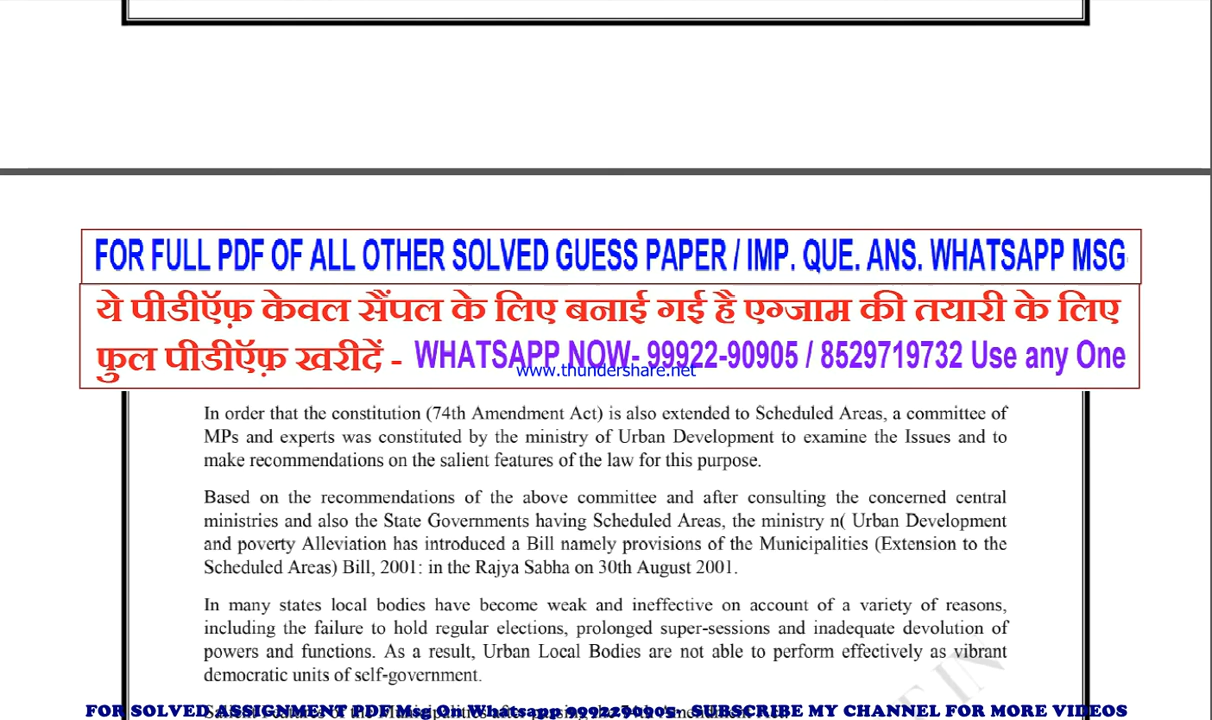 FOR FULL PDF OF ALL OTHER SOLVED GUESS PAPER / IMP. QUE. ANS. WHATSAPP MSG
ये पीडीऍफ़ केवल सैंपल के लिए बनाई गई है एग्जाम की तयारी के लिए
फुल पीडीऍफ़ खरीदें - WHATSAPP NOW- 99922-90905 / 8529719732 Use any One
www.thundershare.net
In order that the constitution (74th Amendment Act) is also extended to Scheduled Areas, a committee of
MPs and experts was constituted by the ministry of Urban Development to examine the Issues and to
make recommendations on the salient features of the law for this purpose.
Based on the recommendations of the above committee and after consulting the concerned central
ministries and also the State Governments having Scheduled Areas, the ministry n( Urban Development
and poverty Alleviation has introduced a Bill namely provisions of the Municipalities (Extension to the
Scheduled Areas) Bill, 2001: in the Rajya Sabha on 30th August 2001.
In many states local bodies have become weak and ineffective on account of a variety of reasons,
including the failure to hold regular elections, prolonged super-sessions and inadequate devolution of
powers and functions. As a result, Urban Local Bodies are not able to perform effectively as vibrant
democratic units of self-government.
FOR SOLVED ASSIGNMENT PDF Msg On Whatsapp 9992290905- SUBSCRIBE MY CHANNEL FOR MORE VIDEOS